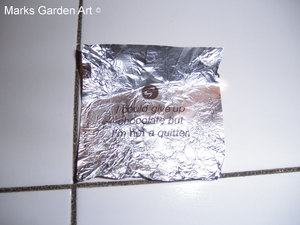 Marks Garden Art ©
I could give up
chocolate but
I'm not a quitter.